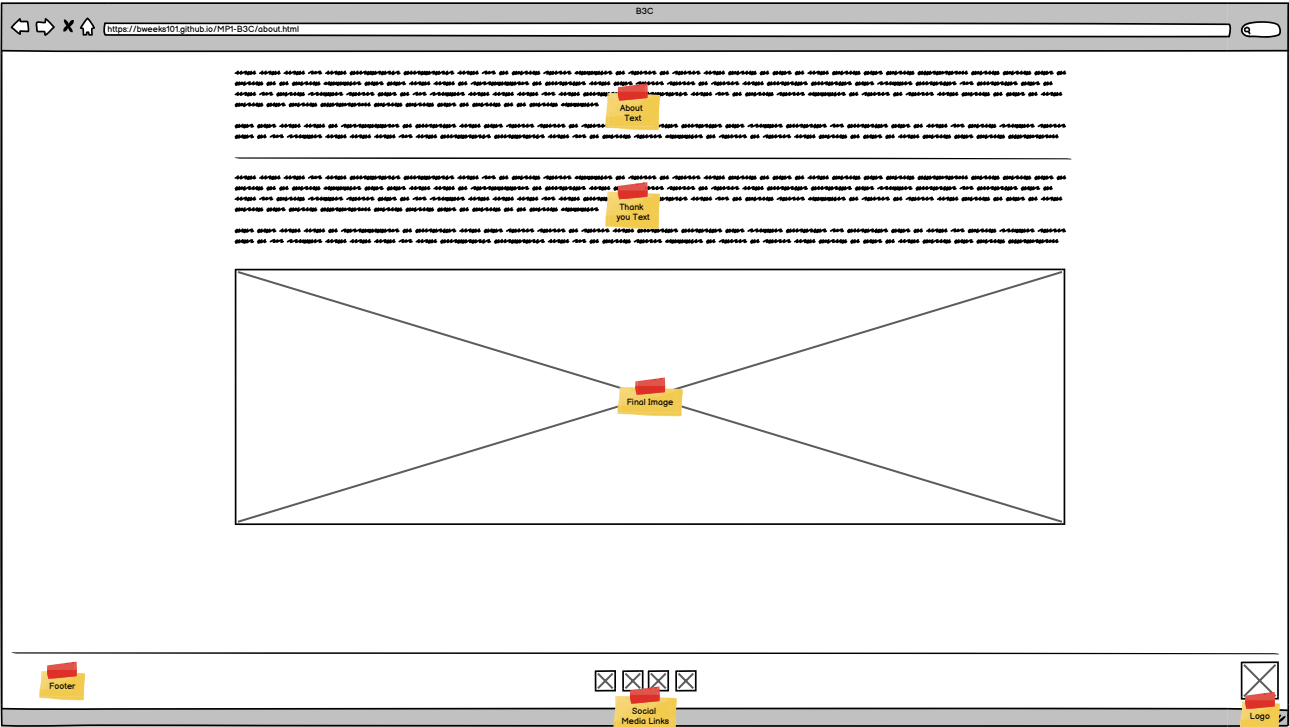 B3C
https://bweeks101.github.io/MP1-B3C/about.html
About
Text
Thank
you Text
Final Image
Footer
Social
Media Links
Logo